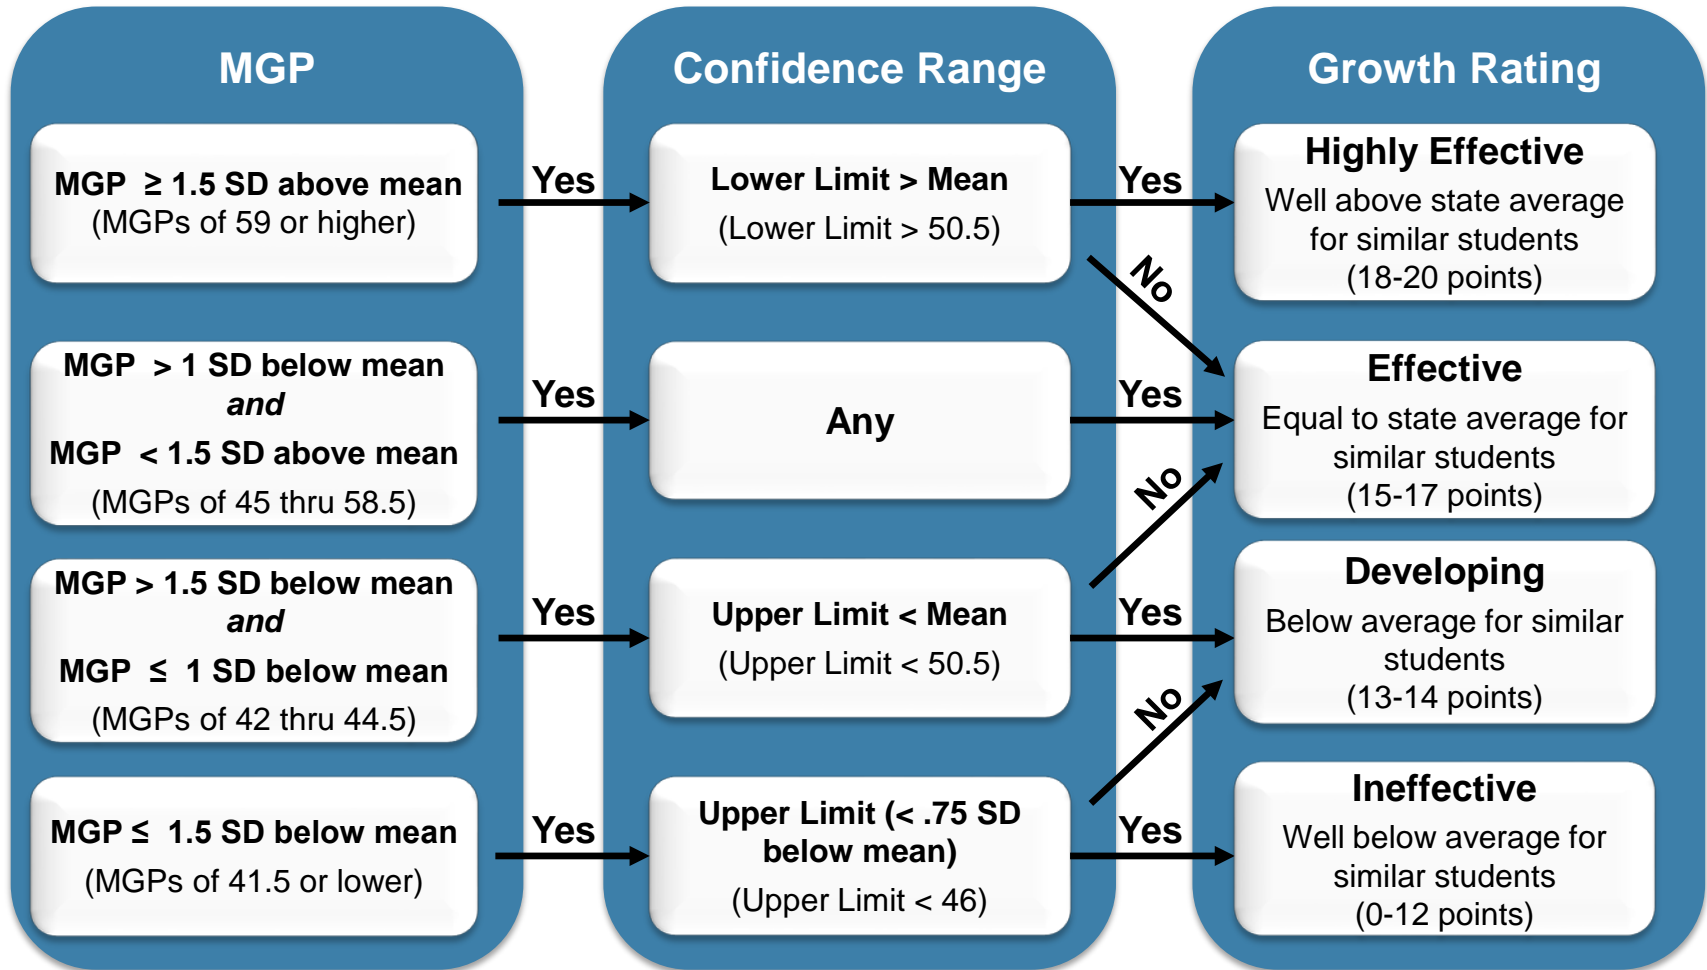 MGP
Confidence Range
Growth Rating
MGP ≥ 1.5 SD above mean
(MGPs of 59 or higher)
Yes
Lower Limit > Mean
(Lower Limit > 50.5)
Yes
No
Highly Effective
Well above state average
for similar students
(18-20 points)
MGP > 1 SD below mean
and
MGP < 1.5 SD above mean
(MGPs of 45 thru 58.5)
Yes
Any
Yes
Effective
Equal to state average for
similar students
(15-17 points)
MGP > 1.5 SD below mean
and
MGP ≤ 1 SD below mean
(MGPs of 42 thru 44.5)
Yes
Upper Limit < Mean
(Upper Limit < 50.5)
No
Yes
Developing
Below average for similar
students
(13-14 points)
MGP ≤ 1.5 SD below mean
(MGPs of 41.5 or lower)
Yes
Upper Limit (< .75 SD
below mean)
(Upper Limit < 46)
No
Yes
Ineffective
Well below average for
similar students
(0-12 points)